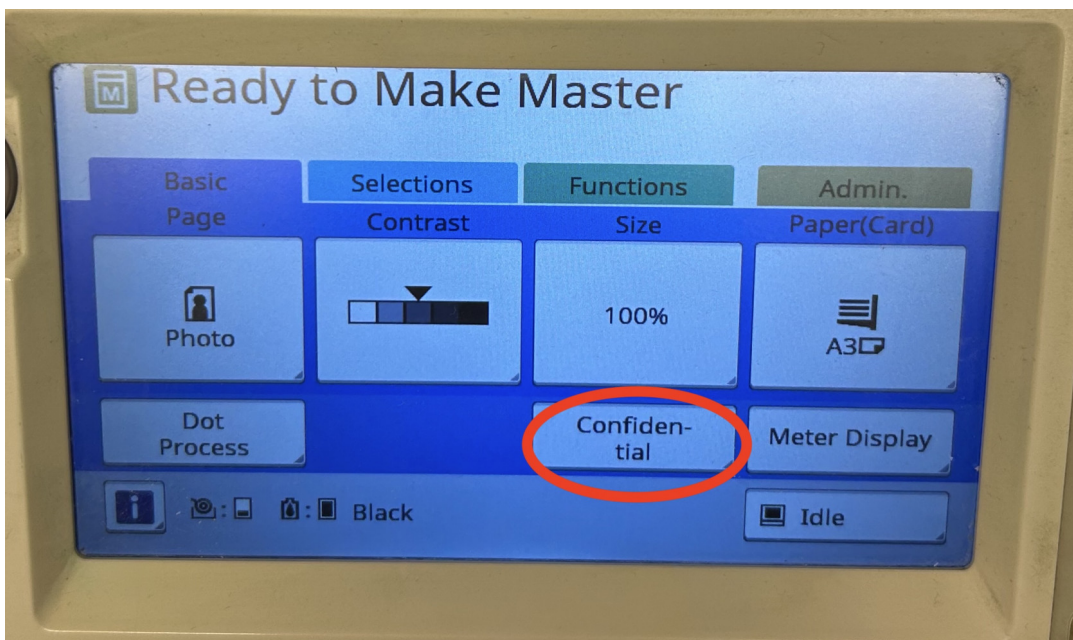 M Ready to Make Master
Basic Selections Functions Admin.
Page Contrast Size Paper(Card)
Photo
100%
A3
Dot
Process
Confiden-
tial
Meter Display
i : : Black
Idle